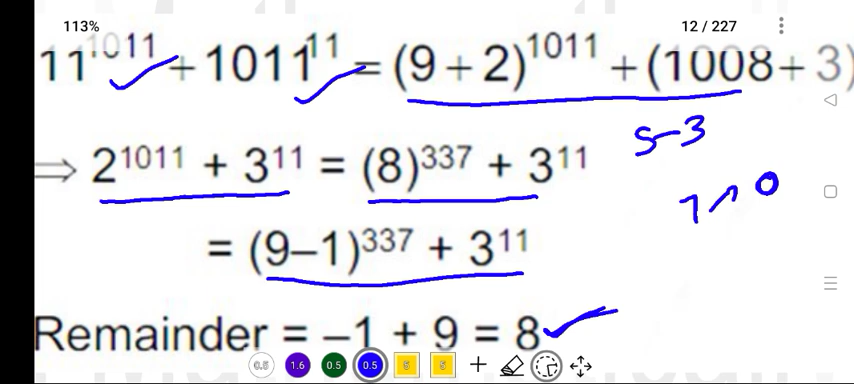 113%
12 / 227
11^1011 + 1011^11 = (9 + 2)^1011 + (1008 + 3)
5-3
⇒ 2^1011 + 3^11 = (8)^337 + 3^11
= (9–1)^337 + 3^11
Remainder = –1 + 9 = 8
0.5 1.6 0.5 0.5 5 5